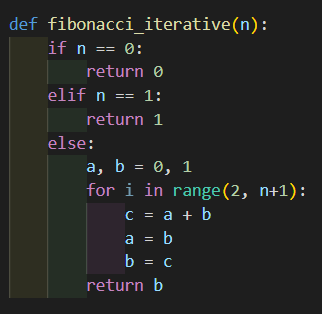 def fibonacci_iterative(n):
    if n == 0:
        return 0
    elif n == 1:
        return 1
    else:
        a, b = 0, 1
        for i in range(2, n+1):
            c = a + b
            a = b
            b = c
        return b